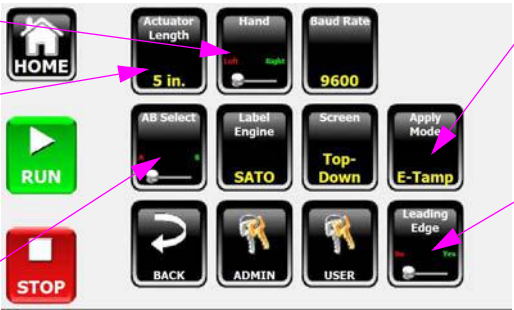 HOME
Actuator
Length
5 in.
Hand
Left Right
Baud Rate
9600
RUN
AB Select
A B
Label
Engine
SATO
Screen
Top-
Down
Apply
Mode
E-Tamp
STOP
BACK
ADMIN
USER
Leading
Edge
No Yes